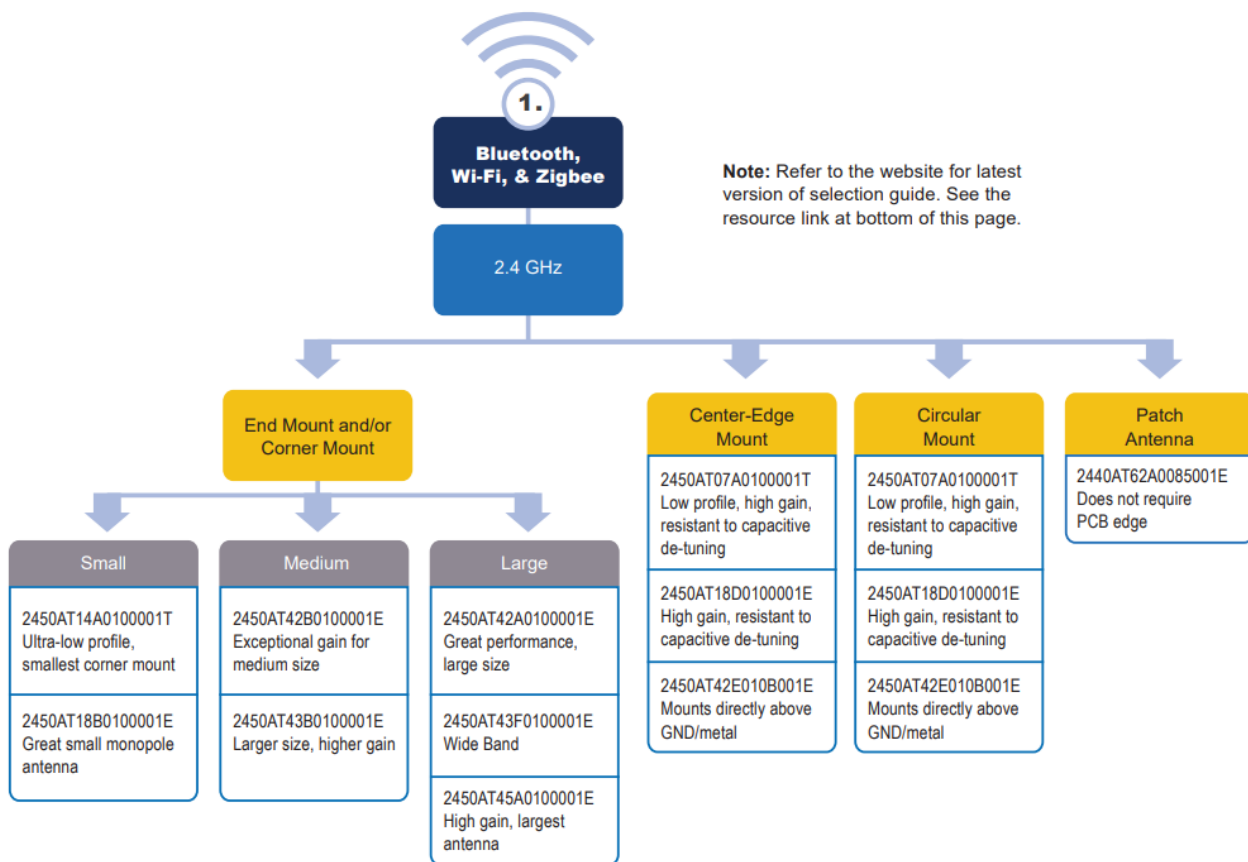 1.
Bluetooth,
Wi-Fi, & Zigbee
Note: Refer to the website for latest
version of selection guide. See the
resource link at bottom of this page.
2.4 GHz
End Mount and/or
Corner Mount
Small
2450AT14A0100001T
Ultra-low profile,
smallest corner mount
2450AT18B0100001E
Great small monopole
antenna
Medium
2450AT42B0100001E
Exceptional gain for
medium size
2450AT43B0100001E
Larger size, higher gain
Large
2450AT42A0100001E
Great performance,
large size
2450AT43F0100001E
Wide Band
2450AT45A0100001E
High gain, largest
antenna
Center-Edge
Mount
2450AT07A0100001T
Low profile, high gain,
resistant to capacitive
de-tuning
2450AT18D0100001E
High gain, resistant to
capacitive de-tuning
2450AT42E010B001E
Mounts directly above
GND/metal
Circular
Mount
2450AT07A0100001T
Low profile, high gain,
resistant to capacitive
de-tuning
2450AT18D0100001E
High gain, resistant to
capacitive de-tuning
2450AT42E010B001E
Mounts directly above
GND/metal
Patch
Antenna
2440AT62A0085001E
Does not require
PCB edge